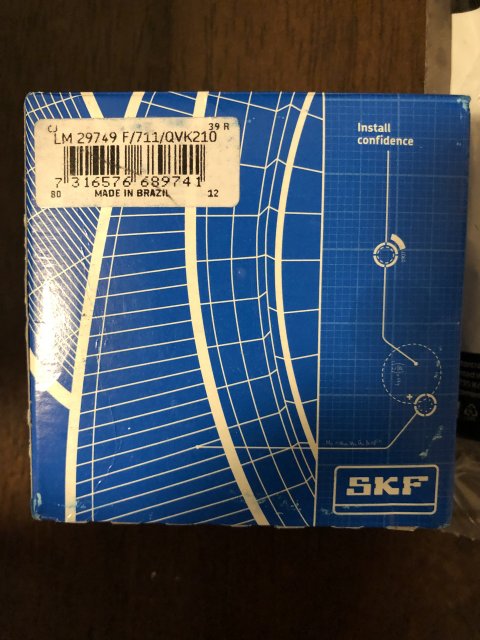 CJ 39 R
LM 29749 F/711/QVK210
7 316576 689741
80 MADE IN BRAZIL 12
Install
confidence
SKF